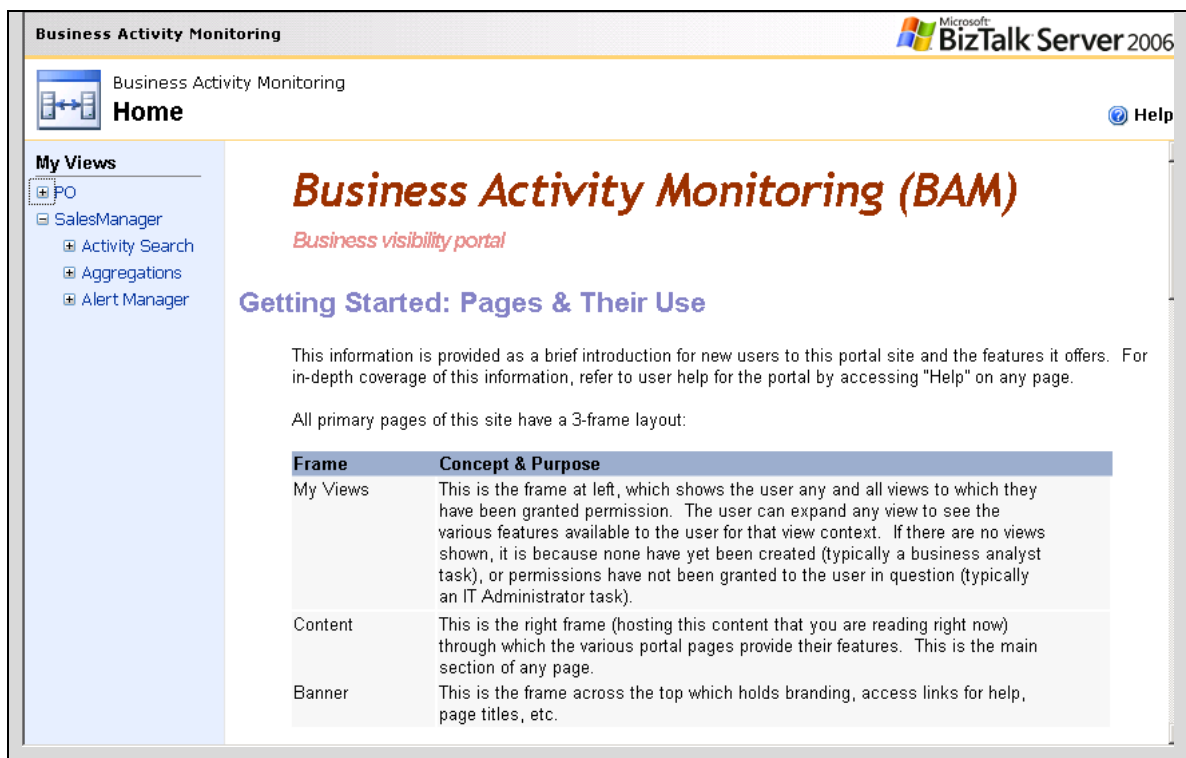 Business Activity Monitoring
Microsoft
BizTalk Server 2006
Business Activity Monitoring
Home
Help
My Views
PO
SalesManager
Activity Search
Aggregations
Alert Manager
Business Activity Monitoring (BAM)
Business visibility portal
Getting Started: Pages & Their Use
This information is provided as a brief introduction for new users to this portal site and the features it offers.  For
in-depth coverage of this information, refer to user help for the portal by accessing "Help" on any page.
All primary pages of this site have a 3-frame layout:
Frame Concept & Purpose
My Views This is the frame at left, which shows the user any and all views to which they
have been granted permission.  The user can expand any view to see the
various features available to the user for that view context.  If there are no views
shown, it is because none have yet been created (typically a business analyst
task), or permissions have not been granted to the user in question (typically
an IT Administrator task).
Content This is the right frame (hosting this content that you are reading right now)
through which the various portal pages provide their features.  This is the main
section of any page.
Banner This is the frame across the top which holds branding, access links for help,
page titles, etc.